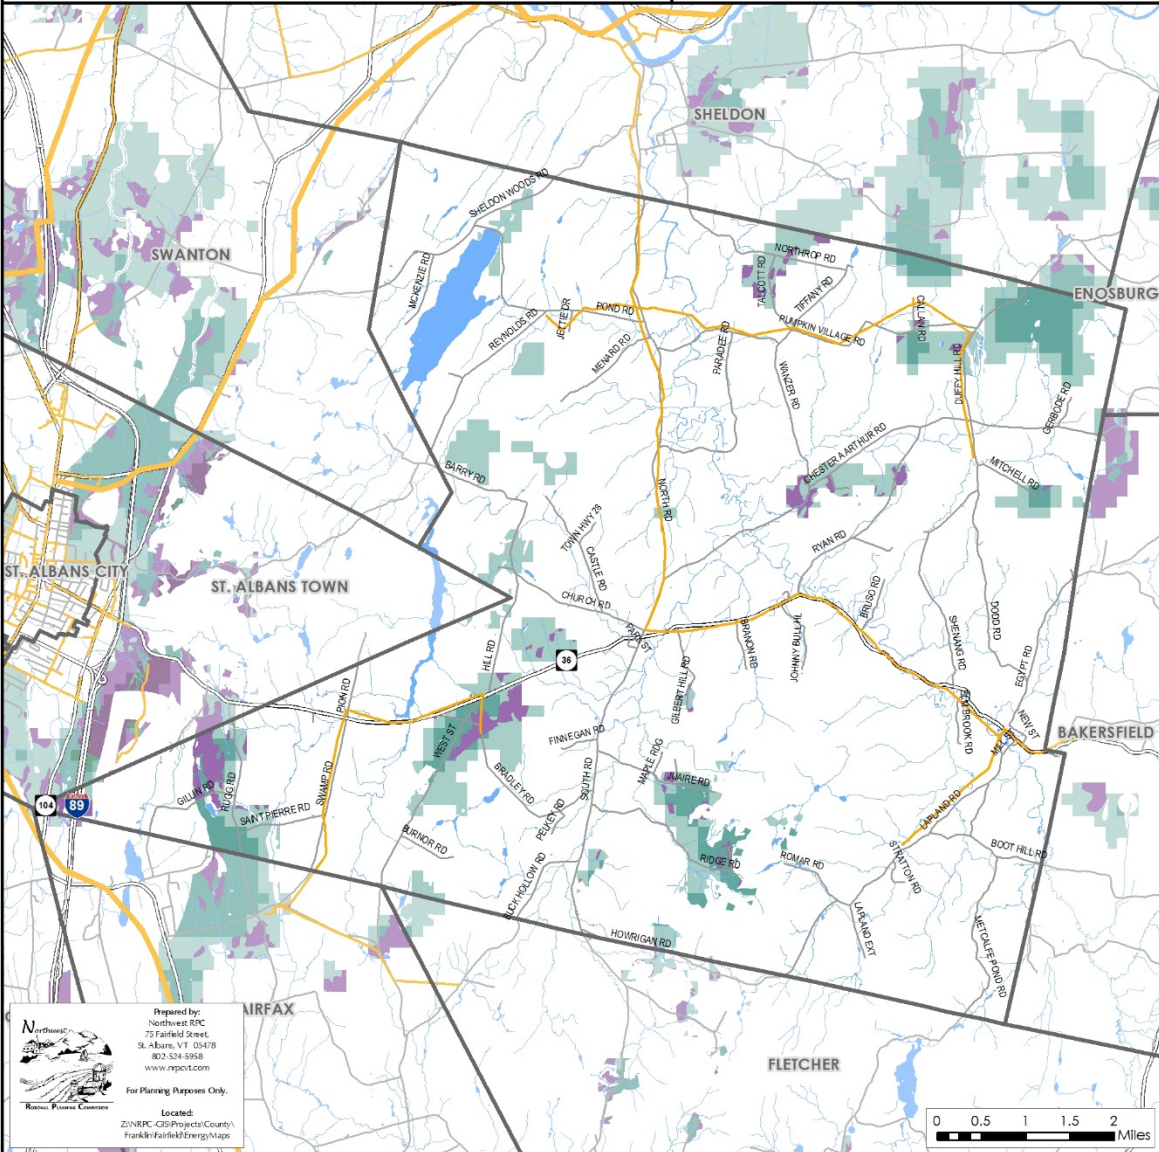 SHELDON
SHELDON WOODS RD
SWANTON
NORTHROP RD
MCKENZIE RD
TALCOTT RD
TIFFANY RD
ENOSBURG
JETTIE DR
POND RD
CALLAN RD
REYNOLDS RD
PUMPKIN VILLAGE RD
MENARD RD
PARADEE RD
WANZER RD
DUFFY HILL RD
GERBODE RD
CHESTER A ARTHUR RD
BARRY RD
MITCHELL RD
NORTH RD
TOWN HWY 28
RYAN RD
CASTLE RD
ST. ALBANS CITY
ST. ALBANS TOWN
CHURCH RD
BRUSO RD
PARK ST
BRANON RD
JOHNNY BULL HL
SHENANG RD
DODD RD
HILL RD
36
EGYPT RD
PION RD
GILBERT HILL RD
ELM BROOK RD
NEW ST
WEST ST
FINNEGAN RD
BAKERSFIELD
MILL ST
SOUTH RD
MAPLE RDG
JUAIRE RD
BRADLEY RD
SWAMP RD
RUGG RD
GILLIN RD
104
89
SAINT PIERRE RD
LAPLAND RD
PELKEY RD
BURNOR RD
BOOT HILL RD
RIDGE RD
ROMAR RD
STRATTON RD
BUCK HOLLOW RD
LAPLAND EXT
HOWRIGAN RD
METCALFE POND RD
AIRFAX
FLETCHER
Northwest
REGIONAL PLANNING COMMISSION
Prepared by:
Northwest RPC
75 Fairfield Street,
St. Albans, VT 05478
802-524-5958
www.nrpcvt.com
For Planning Purposes Only.
Located:
Z:\NRPC-GIS\Projects\County\
Franklin\Fairfield\EnergyMaps
0 0.5 1 1.5 2
Miles